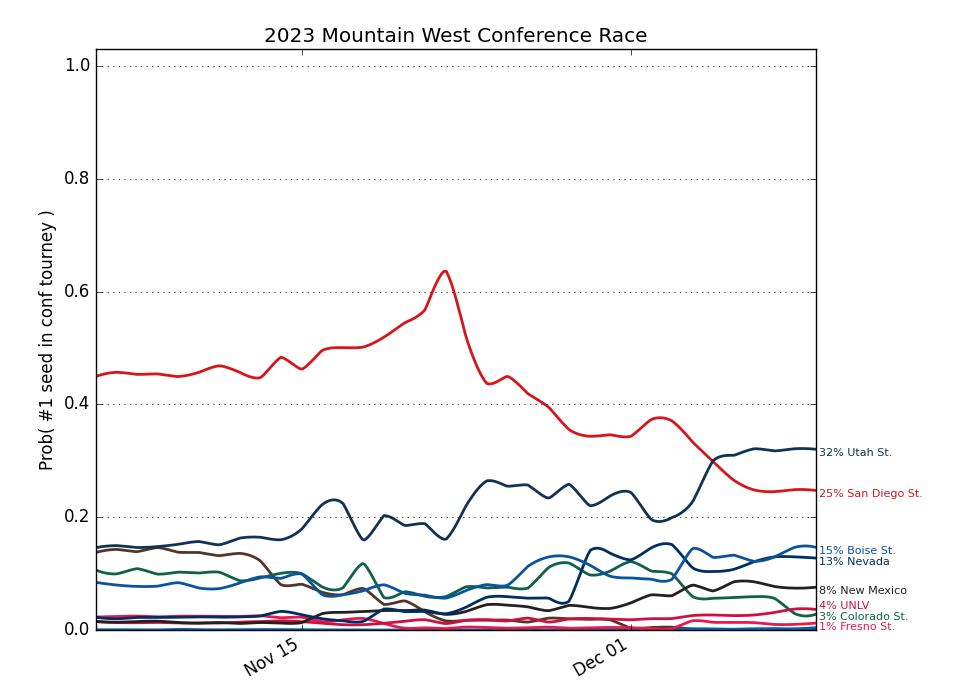 2023 Mountain West Conference Race
Prob( #1 seed in conf tourney )
1.0
0.8
0.6
0.4
0.2
0.0
Nov 15
Dec 01
32% Utah St.
25% San Diego St.
15% Boise St.
13% Nevada
8% New Mexico
4% UNLV
3% Colorado St.
1% Fresno St.